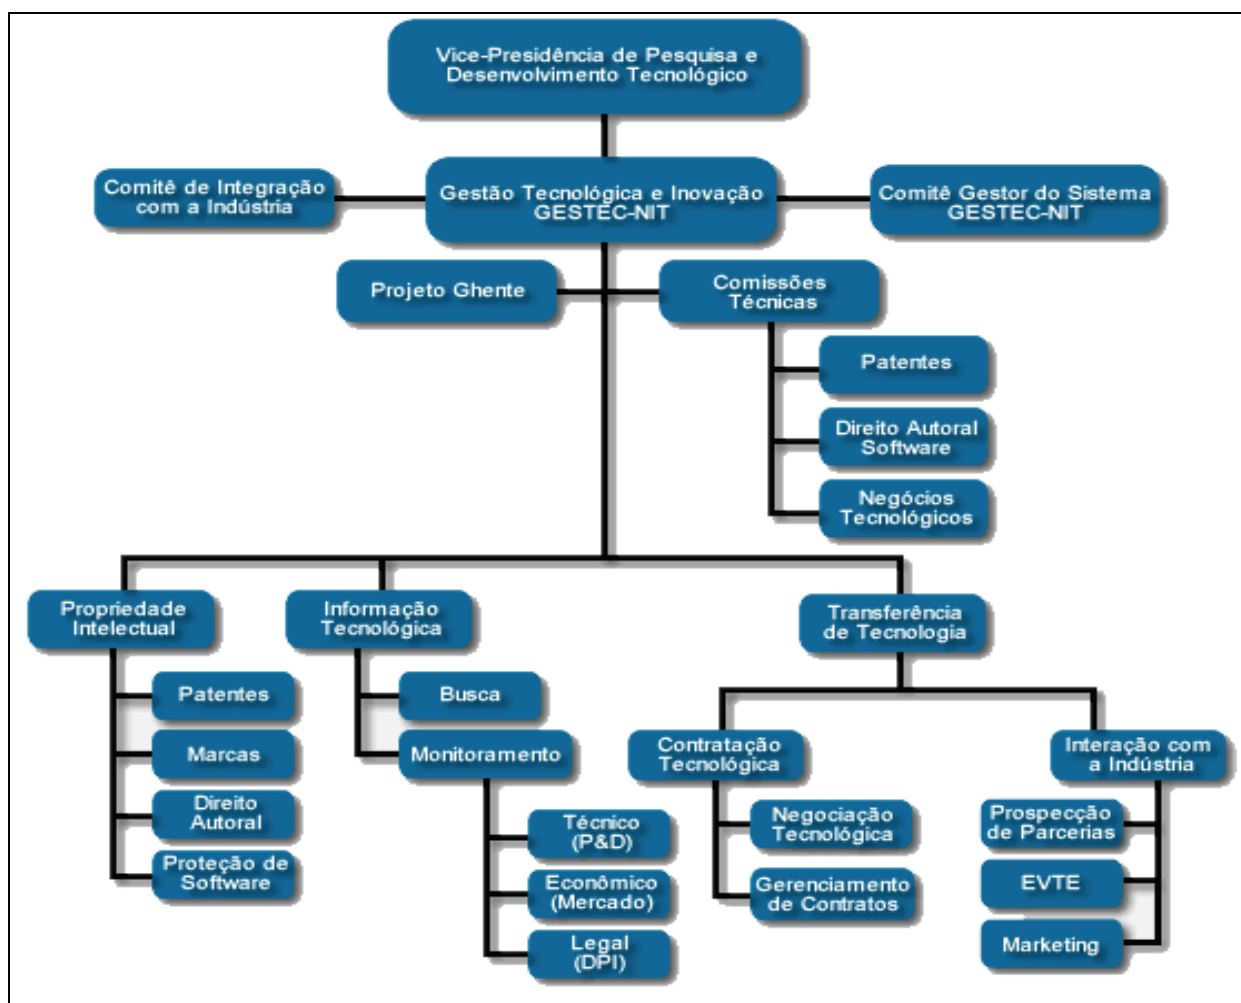 Vice-Presidência de Pesquisa e
Desenvolvimento Tecnológico
Comitê de Integração
com a Indústria
Gestão Tecnológica e Inovação
GESTEC-NIT
Comitê Gestor do Sistema
GESTEC-NIT
Projeto Ghente
Comissões
Técnicas
Patentes
Direito Autoral
Software
Negócios
Tecnológicos
Propriedade
Intelectual
Informação
Tecnológica
Transferência
de Tecnologia
Patentes
Marcas
Direito
Autoral
Proteção de
Software
Busca
Monitoramento
Técnico
(P&D)
Econômico
(Mercado)
Legal
(DPI)
Contratação
Tecnológica
Negociação
Tecnológica
Gerenciamento
de Contratos
Interação com
a Indústria
Prospecção
de Parcerias
EVTE
Marketing